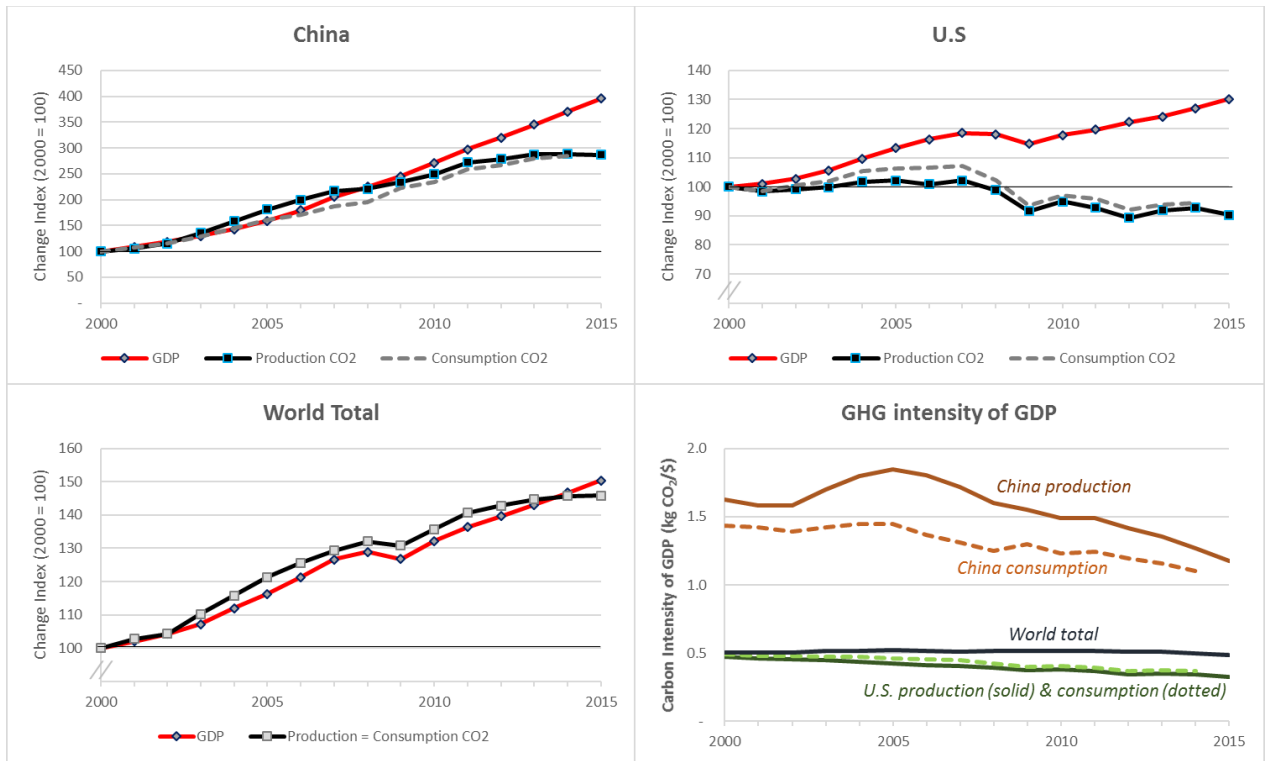 China
Change Index (2000 = 100)
450
400
350
300
250
200
150
100
50
-
2000
2005
2010
2015
GDP
Production CO2
Consumption CO2
U.S
Change Index (2000 = 100)
140
130
120
110
100
90
80
70
2000
2005
2010
2015
GDP
Production CO2
Consumption CO2
World Total
Change Index (2000 = 100)
160
150
140
130
120
110
100
2000
2005
2010
2015
GDP
Production = Consumption CO2
GHG intensity of GDP
Carbon Intensity of GDP (kg CO₂/$)
2.0
1.5
1.0
0.5
-
China production
China consumption
World total
U.S. production (solid) & consumption (dotted)
2000
2005
2010
2015